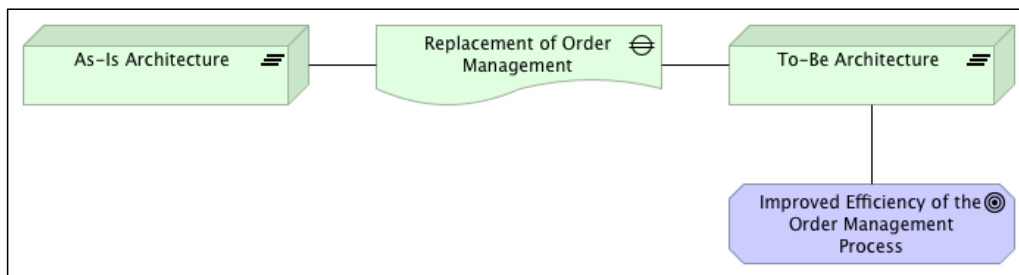 As-Is Architecture
Replacement of Order
Management
To-Be Architecture
Improved Efficiency of the
Order Management
Process